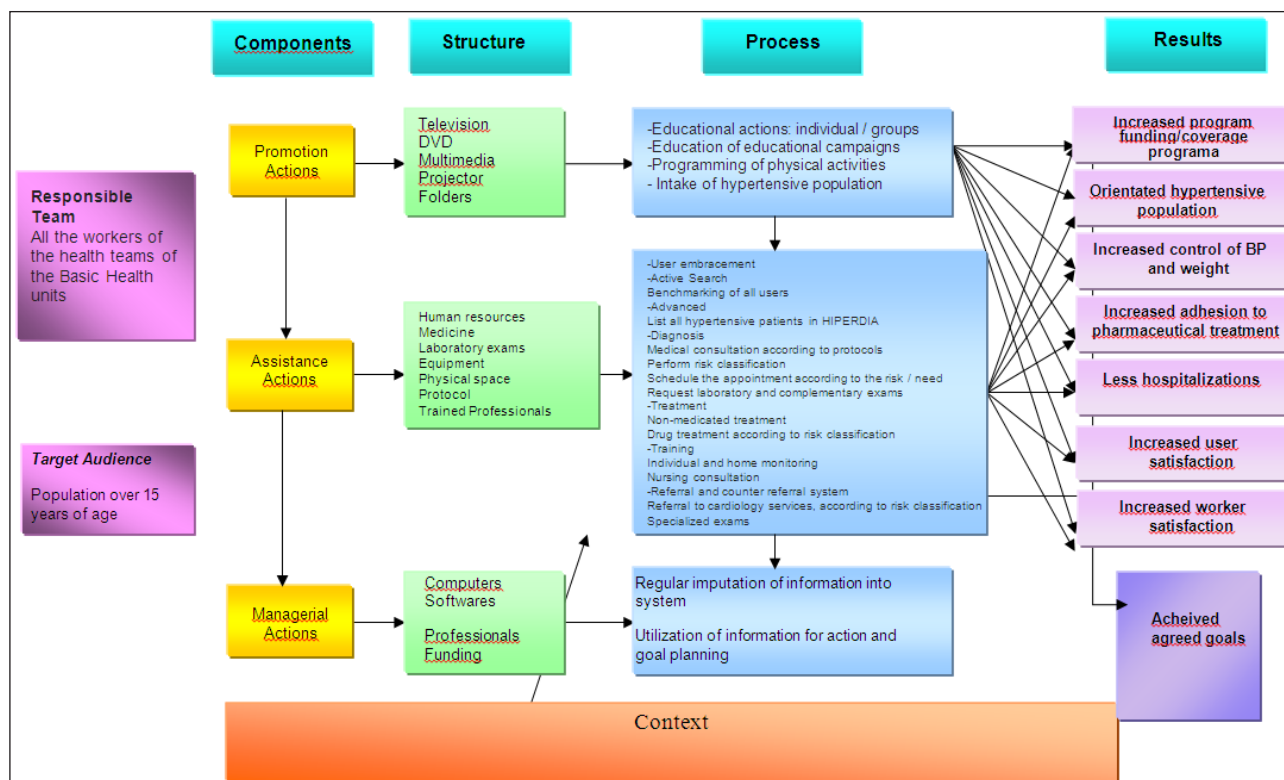 Components
Structure
Process
Results
Responsible
Team
All the workers of
the health teams of
the Basic Health
units
Target Audience
Population over 15
years of age
Promotion
Actions
Television
DVD
Multimedia
Projector
Folders
-Educational actions: individual / groups
-Education of educational campaigns
-Programming of physical activities
- Intake of hypertensive population
Assistance
Actions
Human resources
Medicine
Laboratory exams
Equipment
Physical space
Protocol
Trained Professionals
-User embracement
-Active Search
Benchmarking of all users
-Advanced
List all hypertensive patients in HIPERDIA
-Diagnosis
Medical consultation according to protocols
Perform risk classification
Schedule the appointment according to the risk / need
Request laboratory and complementary exams
-Treatment
Non-medicated treatment
Drug treatment according to risk classification
-Training
Individual and home monitoring
Nursing consultation
-Referral and counter referral system
Referral to cardiology services, according to risk classification
Specialized exams
Managerial
Actions
Computers
Softwares
Professionals
Funding
Regular imputation of information into
system
Utilization of information for action and
goal planning
Increased program
funding/coverage
programa
Orientated hypertensive
population
Increased control of BP
and weight
Increased adhesion to
pharmaceutical treatment
Less hospitalizations
Increased user
satisfaction
Increased worker
satisfaction
Acheived
agreed goals
Context